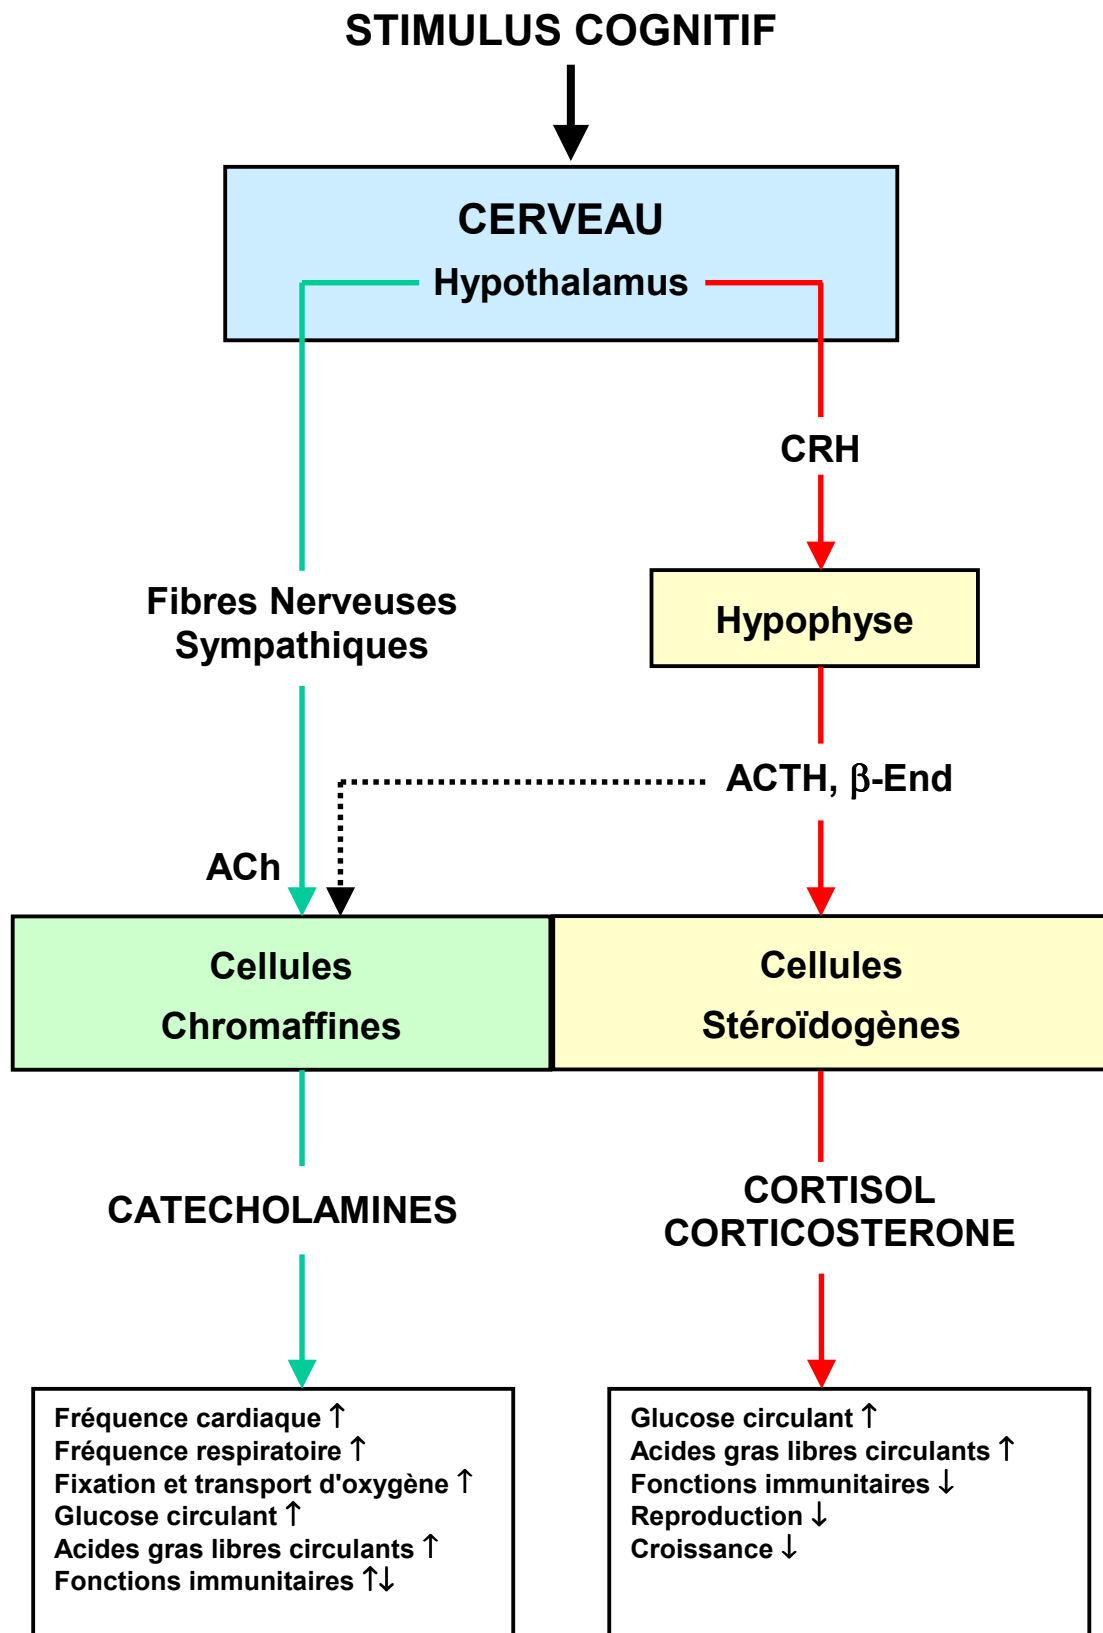 STIMULUS COGNITIF
CERVEAU
Hypothalamus
CRH
Fibres Nerveuses
Sympathiques
Hypophyse
ACTH, β-End
ACh
Cellules
Chromaffines
Cellules
Stéroïdogènes
CATECHOLAMINES
CORTISOL
CORTICOSTERONE
Fréquence cardiaque ↑
Fréquence respiratoire ↑
Fixation et transport d'oxygène ↑
Glucose circulant ↑
Acides gras libres circulants ↑
Fonctions immunitaires ↑↓
Glucose circulant ↑
Acides gras libres circulants ↑
Fonctions immunitaires ↓
Reproduction ↓
Croissance ↓